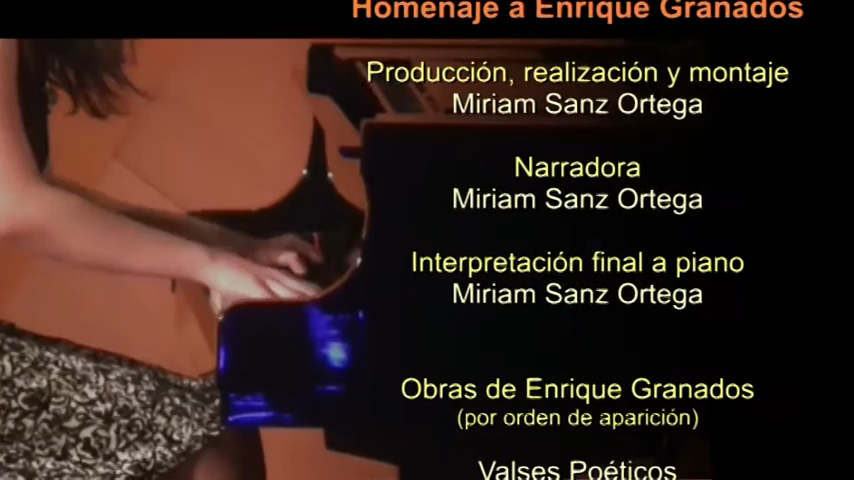 Homenaje a Enrique Granados
Producción, realización y montaje
Miriam Sanz Ortega
Narradora
Miriam Sanz Ortega
Interpretación final a piano
Miriam Sanz Ortega
Obras de Enrique Granados
(por orden de aparición)
Valses Poéticos